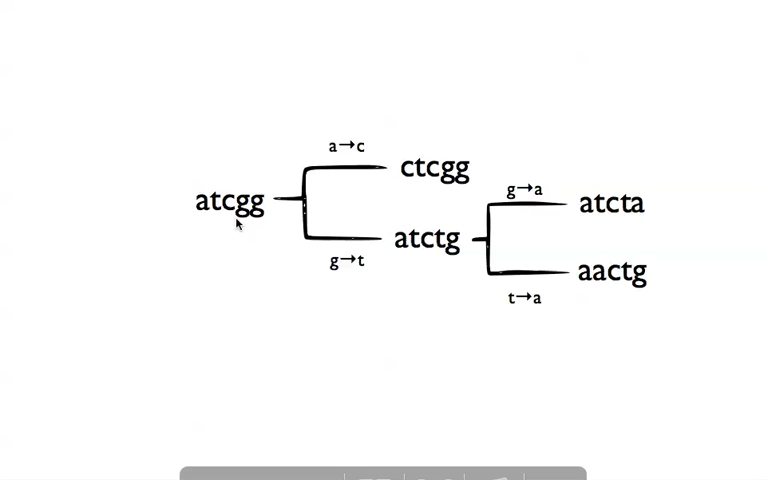 a→c
ctcgg
atcgg
g→a
atcta
atctg
g→t
aactg
t→a